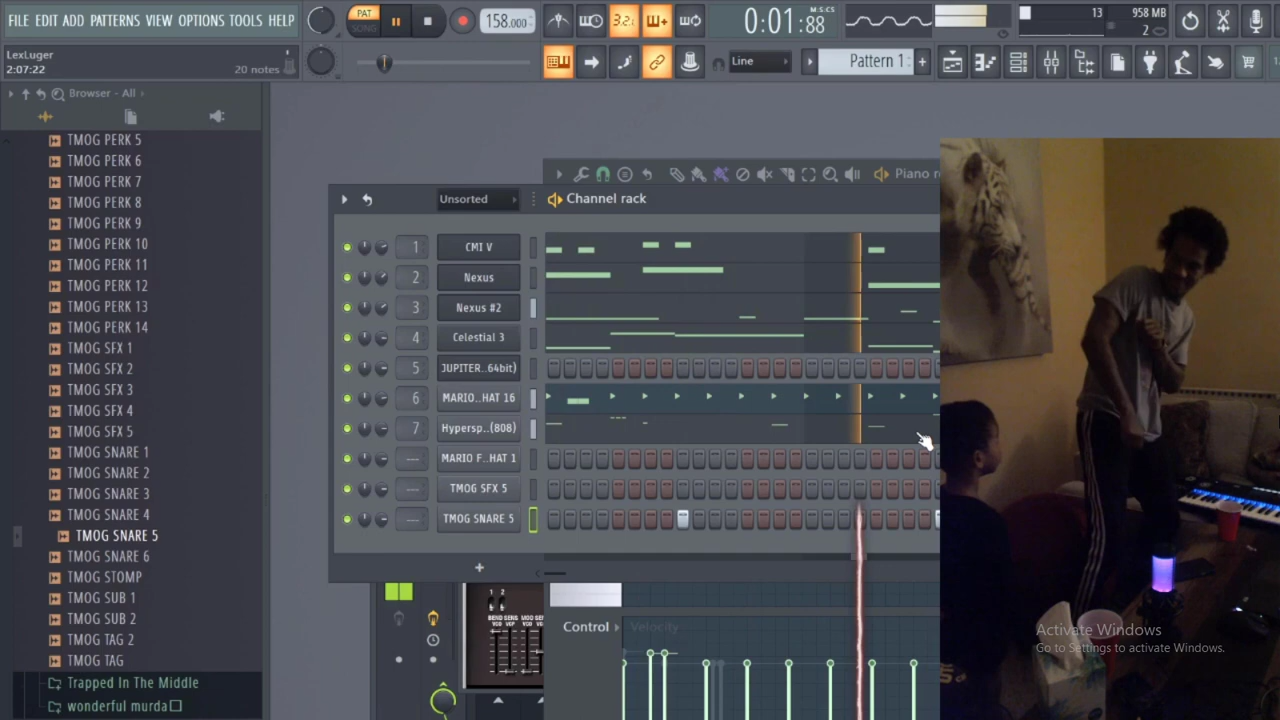 FILE EDIT ADD PATTERNS VIEW OPTIONS TOOLS HELP
PAT
SONG
158.000
3.2
0:01:88
M:S:CS
13
958 MB
2
LexLuger
2:07:22
20 notes
Line
Pattern 1
Browser - All
TMOG PERK 5
TMOG PERK 6
TMOG PERK 7
TMOG PERK 8
TMOG PERK 9
TMOG PERK 10
TMOG PERK 11
TMOG PERK 12
TMOG PERK 13
TMOG PERK 14
TMOG SFX 1
TMOG SFX 2
TMOG SFX 3
TMOG SFX 4
TMOG SFX 5
TMOG SNARE 1
TMOG SNARE 2
TMOG SNARE 3
TMOG SNARE 4
TMOG SNARE 5
TMOG SNARE 6
TMOG STOMP
TMOG SUB 1
TMOG SUB 2
TMOG TAG 2
TMOG TAG
Trapped In The Middle
wonderful murda
Piano r
Unsorted
Channel rack
1 CMI V
2 Nexus
3 Nexus #2
4 Celestial 3
5 JUPITER..64bit)
6 MARIO..HAT 16
7 Hypersp..(808)
--- MARIO F..HAT 1
--- TMOG SFX 5
--- TMOG SNARE 5
+
1 2
Control
Velocity
Activate Windows
Go to Settings to activate Windows.